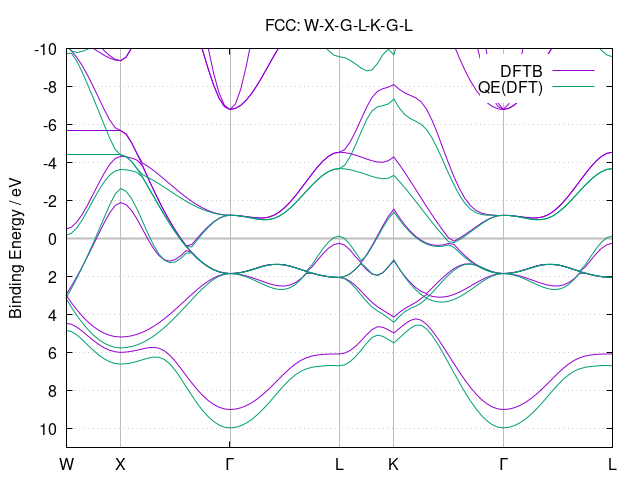 FCC: W-X-G-L-K-G-L
-10
-8
-6
-4
-2
0
2
4
6
8
10
Binding Energy / eV
DFTB
QE(DFT)
W X Γ L K Γ L